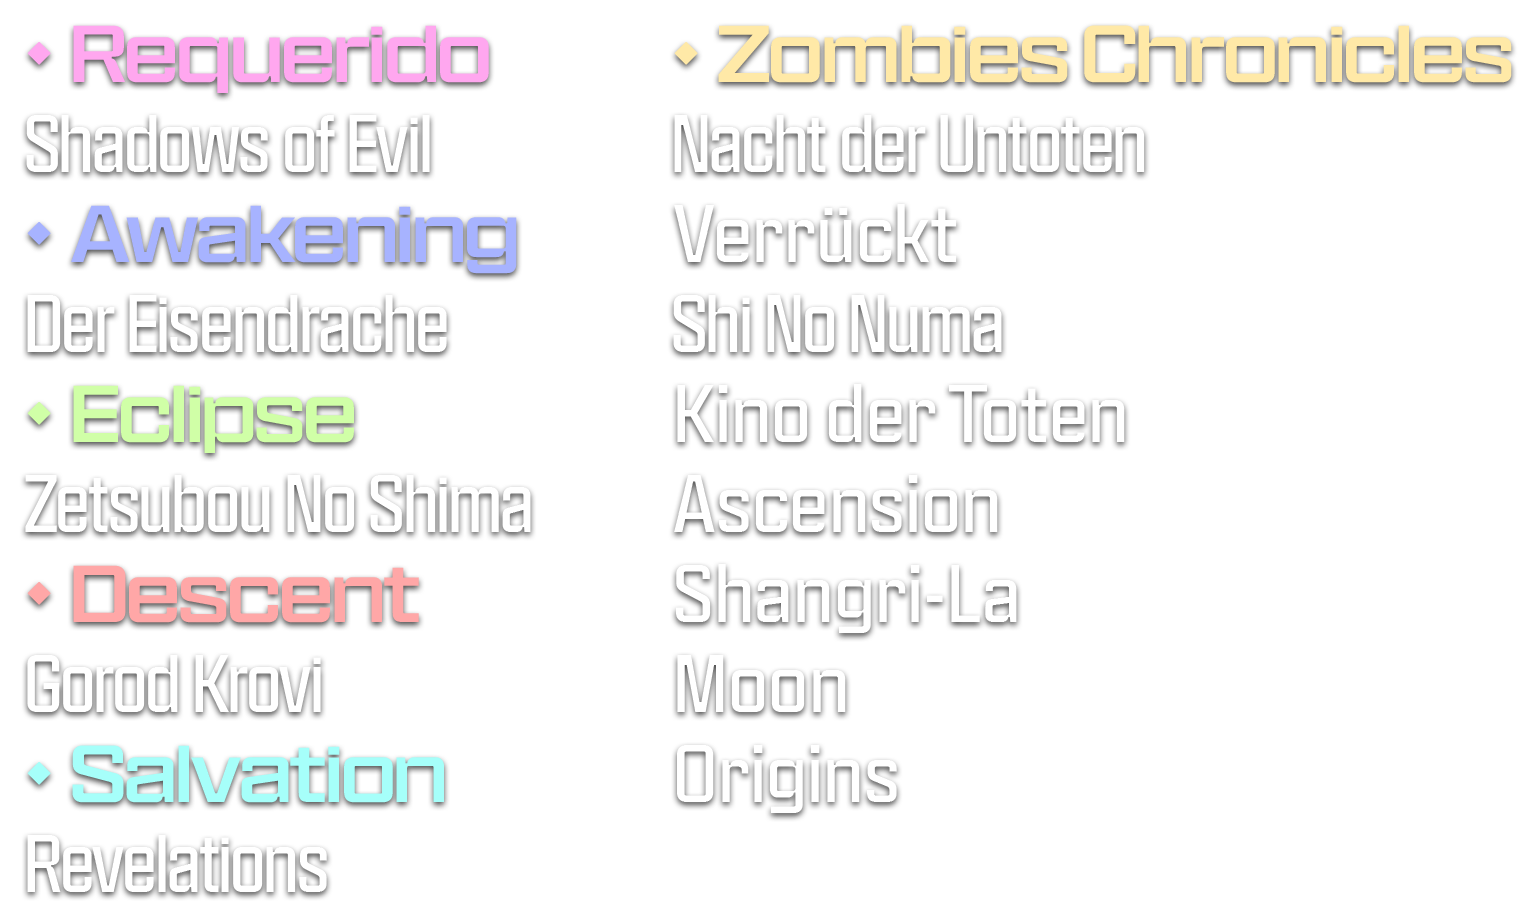 Requerido
Shadows of Evil
Awakening
Der Eisendrache
Eclipse
Zetsubou No Shima
Descent
Gorod Krovi
Salvation
Revelations
Zombies Chronicles
Nacht der Untoten
Verrückt
Shi No Numa
Kino der Toten
Ascension
Shangri-La
Moon
Origins